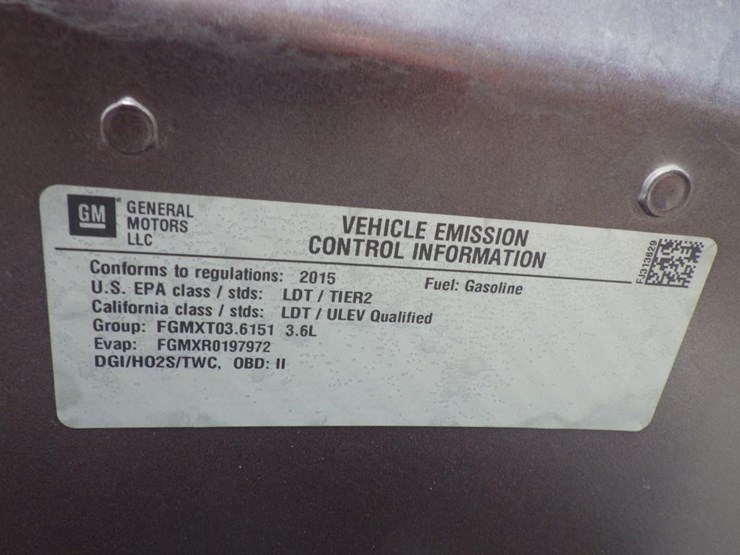 GM
GENERAL
MOTORS
LLC
VEHICLE EMISSION
CONTROL INFORMATION
Conforms to regulations: 2015
Fuel: Gasoline
U.S. EPA class / stds: LDT / TIER2
California class / stds: LDT / ULEV Qualified
Group: FGMXT03.6151 3.6L
Evap: FGMXR0197972
DGI/HO2S/TWC, OBD: II
FJ313629